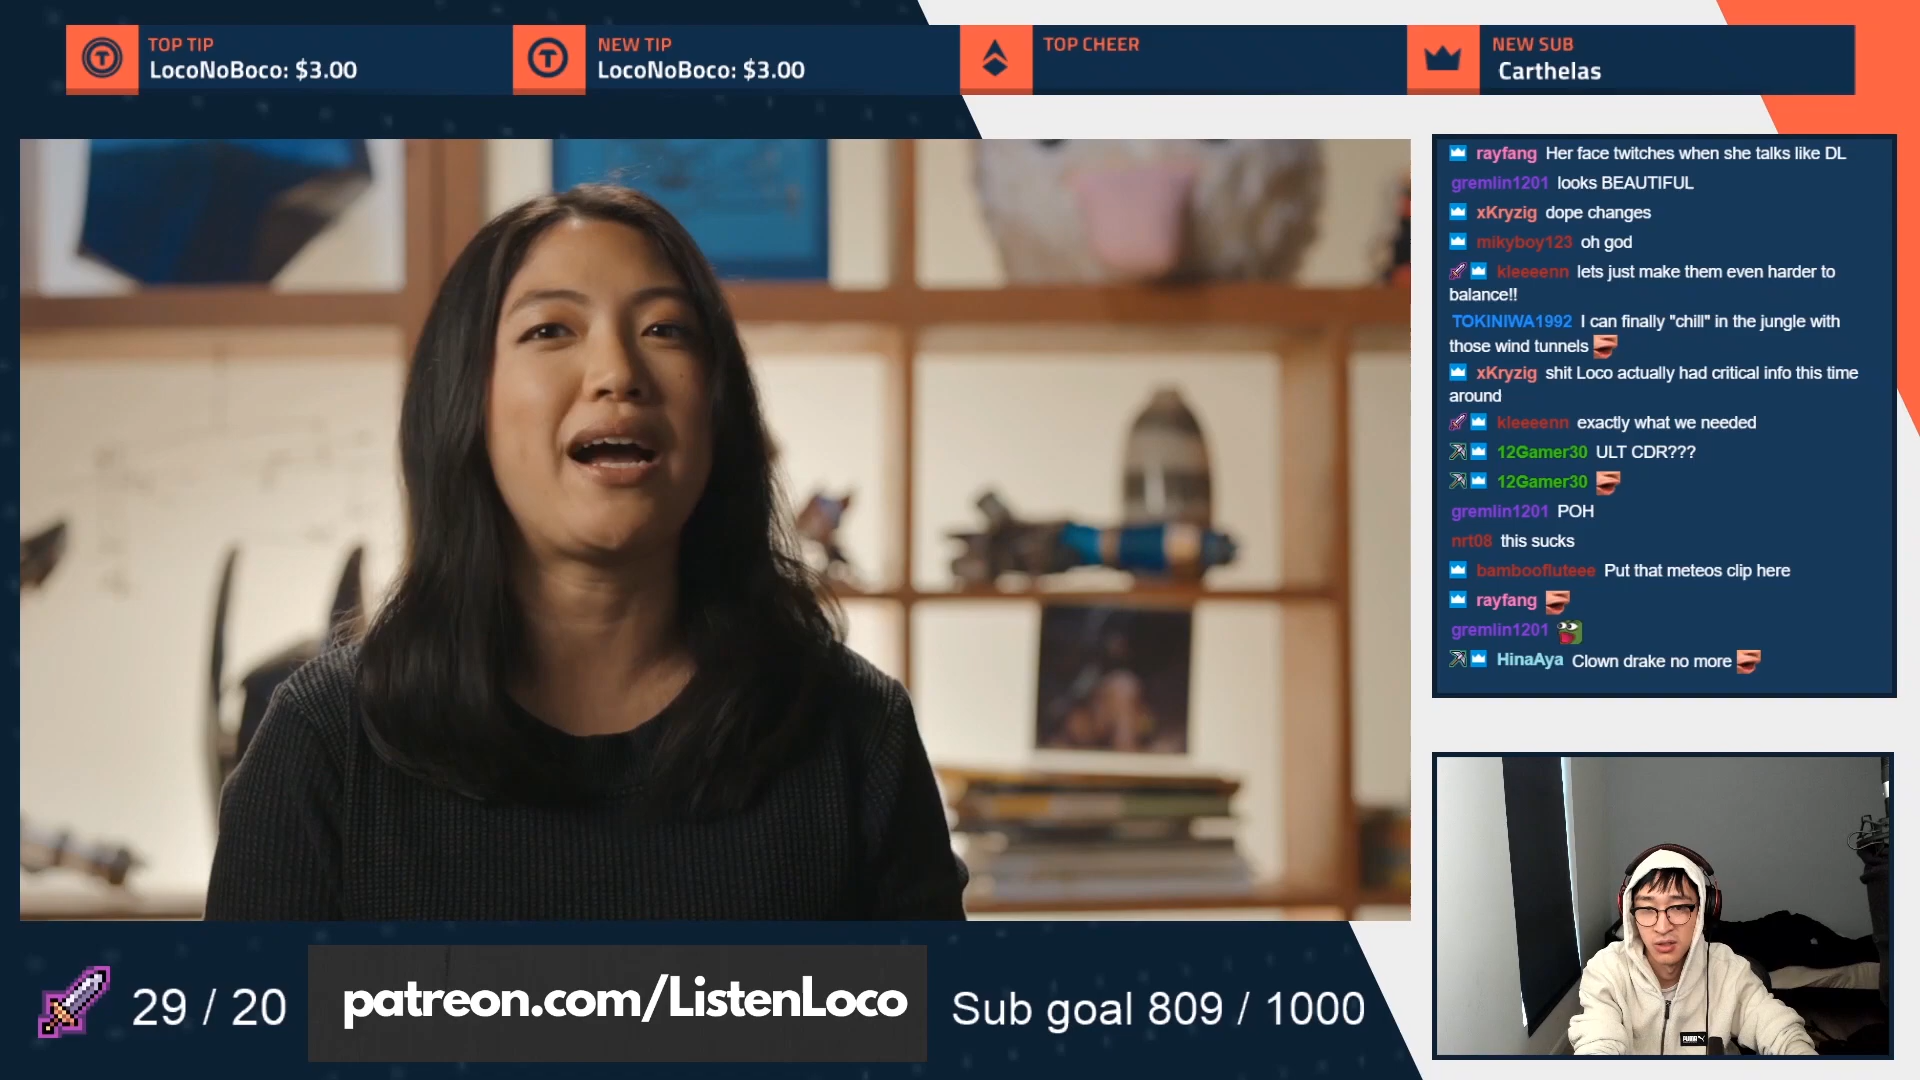 TOP TIP
LocoNoBoco: $3.00
NEW TIP
LocoNoBoco: $3.00
TOP CHEER
NEW SUB
Carthelas
rayfang Her face twitches when she talks like DL
gremlin1201 looks BEAUTIFUL
xKryzig dope changes
mikyboy123 oh god
kleeeenn lets just make them even harder to
balance!!
TOKINIWA1992 I can finally "chill" in the jungle with
those wind tunnels
xKryzig shit Loco actually had critical info this time
around
kleeeenn exactly what we needed
12Gamer30 ULT CDR???
12Gamer30
gremlin1201 POH
nrt08 this sucks
bambooofluteee Put that meteos clip here
rayfang
gremlin1201
HinaAya Clown drake no more
29 / 20
patreon.com/ListenLoco
Sub goal 809 / 1000
PUMA